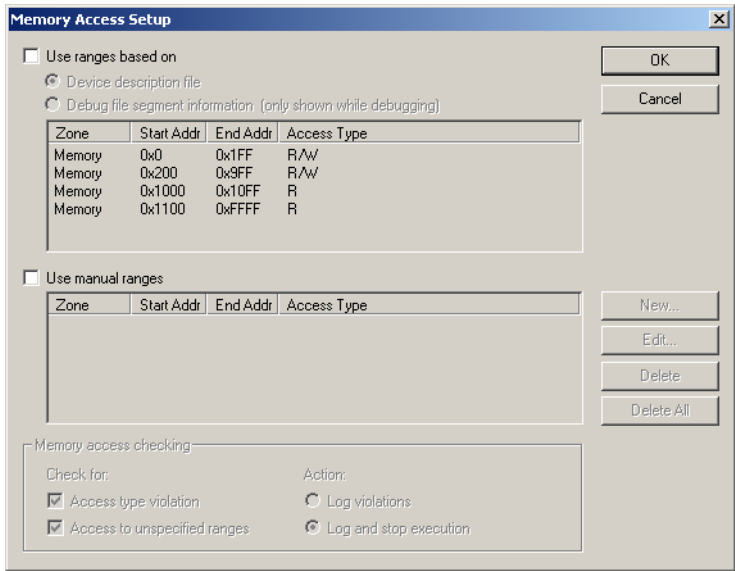 Memory Access Setup
Use ranges based on
OK
Device description file
Debug file segment information (only shown while debugging)
Cancel
Zone Start Addr End Addr Access Type
Memory 0x0 0x1FF R/W
Memory 0x200 0x9FF R/W
Memory 0x1000 0x10FF R
Memory 0x1100 0xFFFF R
Use manual ranges
Zone Start Addr End Addr Access Type
New...
Edit...
Delete
Delete All
Memory access checking
Check for: Action:
Access type violation Log violations
Access to unspecified ranges Log and stop execution